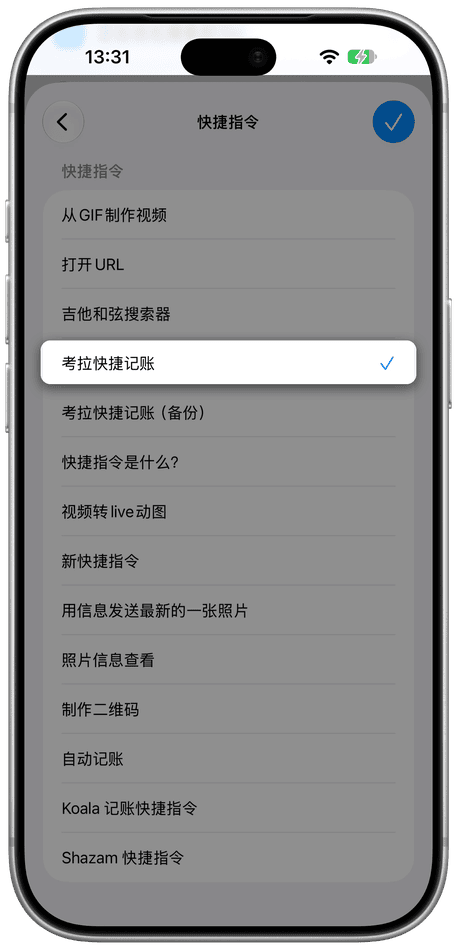 13:31
快捷指令
快捷指令
从GIF制作视频
打开 URL
吉他和弦搜索器
考拉快捷记账
考拉快捷记账（备份）
快捷指令是什么?
视频转 live动图
新快捷指令
用信息发送最新的一张照片
照片信息查看
制作二维码
自动记账
Koala 记账快捷指令
Shazam 快捷指令